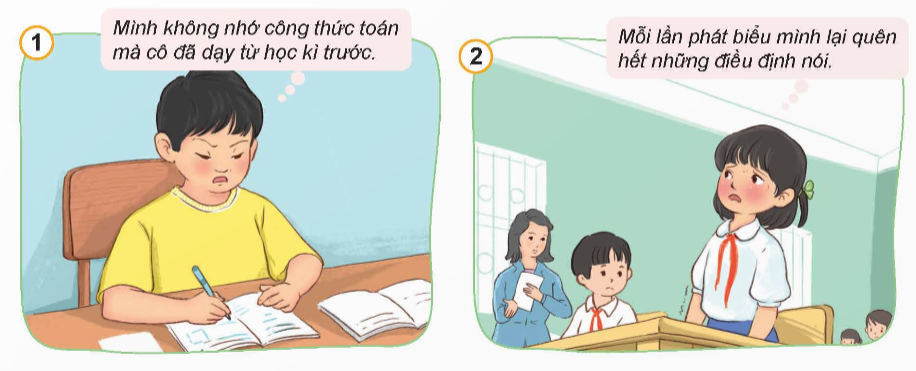 1
Mình không nhớ công thức toán
mà cô đã dạy từ học kì trước.
2
Mỗi lần phát biểu mình lại quên
hết những điều định nói.